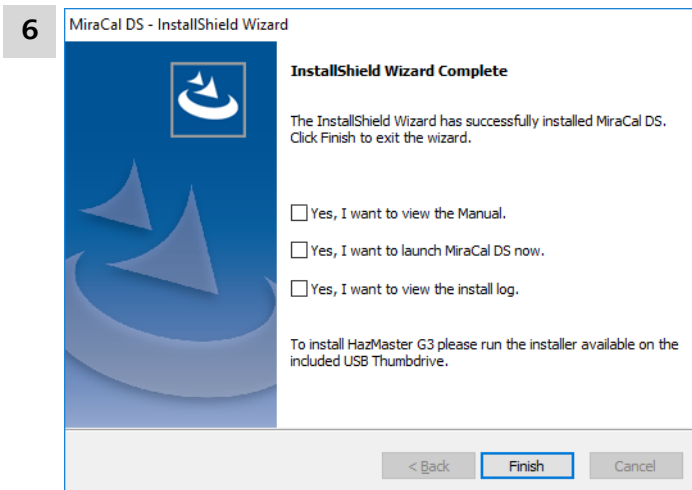 6
MiraCal DS - InstallShield Wizard
InstallShield Wizard Complete
The InstallShield Wizard has successfully installed MiraCal DS.
Click Finish to exit the wizard.
Yes, I want to view the Manual.
Yes, I want to launch MiraCal DS now.
Yes, I want to view the install log.
To install HazMaster G3 please run the installer available on the
included USB Thumbdrive.
< Back
Finish
Cancel